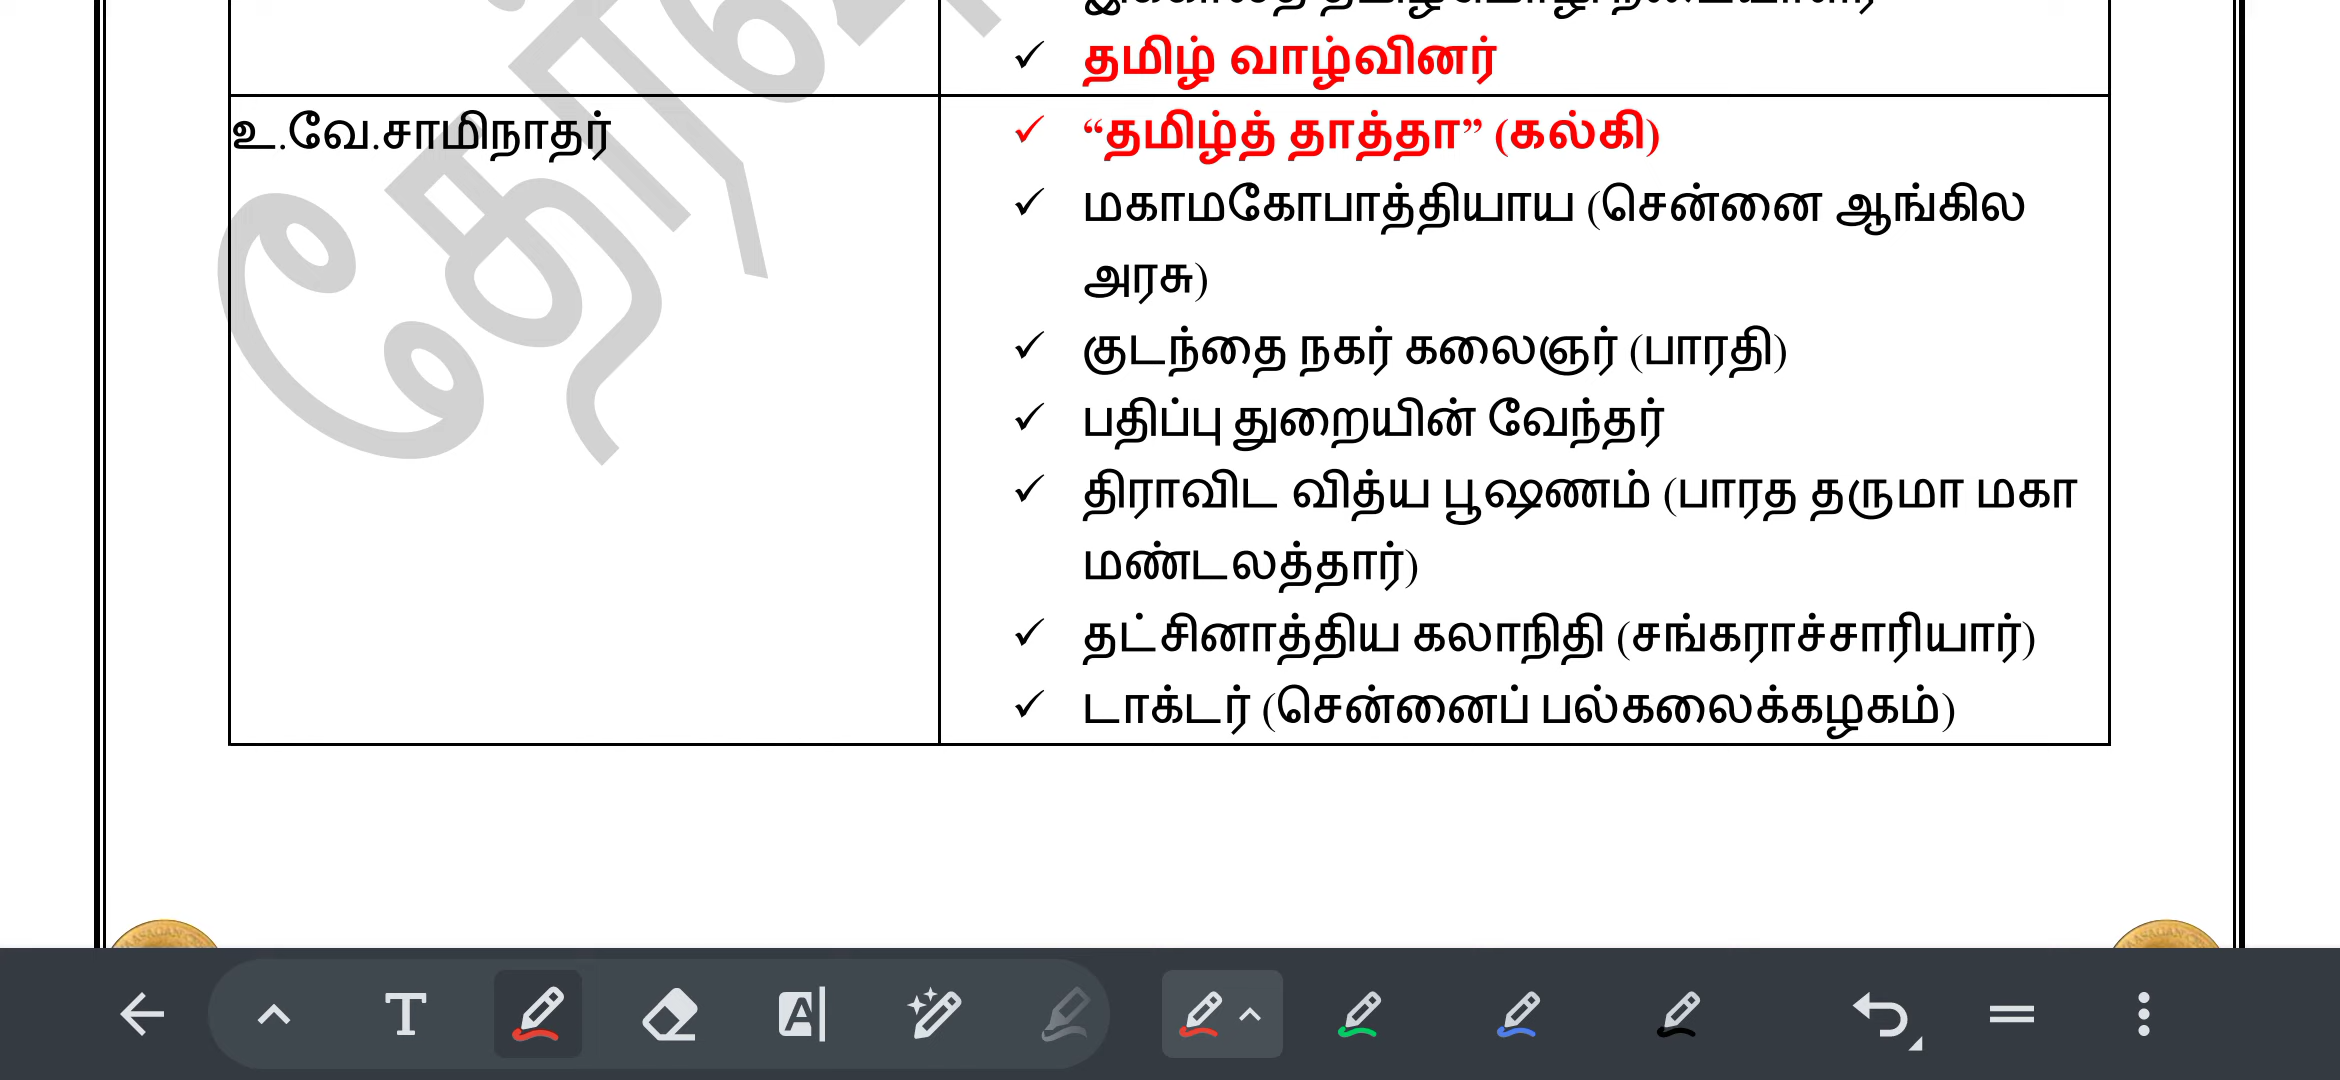 தமிழ் வாழ்வினர்
உ.வே.சாமிநாதர்
“தமிழ்த் தாத்தா” (கல்கி)
மகாமகோபாத்தியாய (சென்னை ஆங்கில
அரசு)
குடந்தை நகர் கலைஞர் (பாரதி)
பதிப்பு துறையின் வேந்தர்
திராவிட வித்ய பூஷணம் (பாரத தருமா மகா
மண்டலத்தார்)
தட்சினாத்திய கலாநிதி (சங்கராச்சாரியார்)
டாக்டர் (சென்னைப் பல்கலைக்கழகம்)